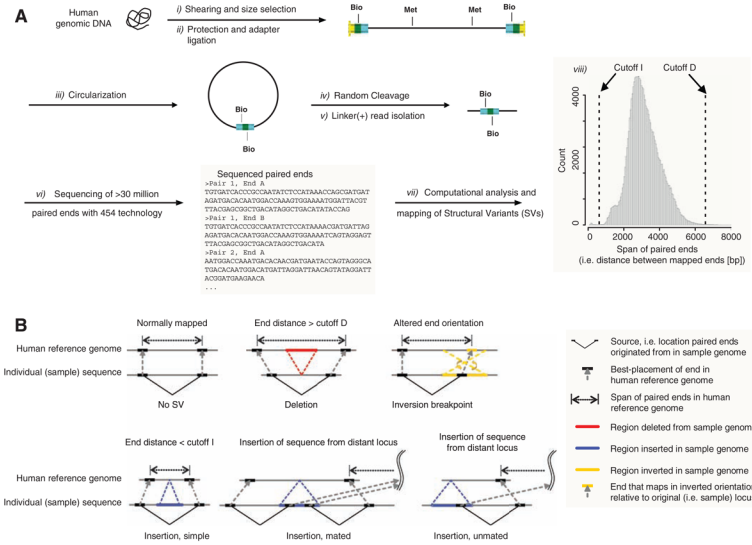 A
Human
genomic DNA
i) Shearing and size selection
ii) Protection and adapter
ligation
Bio
Met
Met
Bio
iii) Circularization
Bio
Bio
iv) Random Cleavage
v) Linker(+) read isolation
Bio
Bio
viii)
Cutoff I
Cutoff D
Count
0
2000
4000
0
2000
4000
6000
8000
Span of paired ends
(i.e. distance between mapped ends [bp])
vi) Sequencing of >30 million
paired ends with 454 technology
Sequenced paired ends
>Pair 1, End A
TGTGATCACCCGCCAATATCTCCATAAACCAGCGATGAT
AGATGACACAATGGACCAAAGTGGAAAATGGATTACGT
TTACGAGCGGCTGACATAGGCTGACATATACCAG
>Pair 1, End B
TGTGATCACCCGCCAATATCTCCATAAAACGATGATTAG
AGATGACACAATGGACCAAAGTGGAAAATCAGTAGGAGT
TTACGAGCGGCTGACATAGGCTGACATA
>Pair 2, End A
AATGGACCAAATGACACAACGATGAATACCAGTAGGGCA
TGACACAATGGACATGATTAGGATTAACAGTATAGGATT
ACGGATGAAGAACA
...
vii) Computational analysis and
mapping of Structural Variants (SVs)
B
Normally mapped
End distance > cutoff D
Altered end orientation
Human reference genome
Individual (sample) sequence
No SV
Deletion
Inversion breakpoint
End distance < cutoff I
Insertion of sequence from distant locus
Insertion of sequence
from distant locus
Human reference genome
Individual (sample) sequence
Insertion, simple
Insertion, mated
Insertion, unmated
Source, i.e. location paired ends
originated from in sample genome
Best-placement of end in
human reference genome
Span of paired ends in human
reference genome
Region deleted from sample genom
Region inserted in sample genome
Region inverted in sample genome
End that maps in inverted orientatio
relative to original (i.e. sample) locu